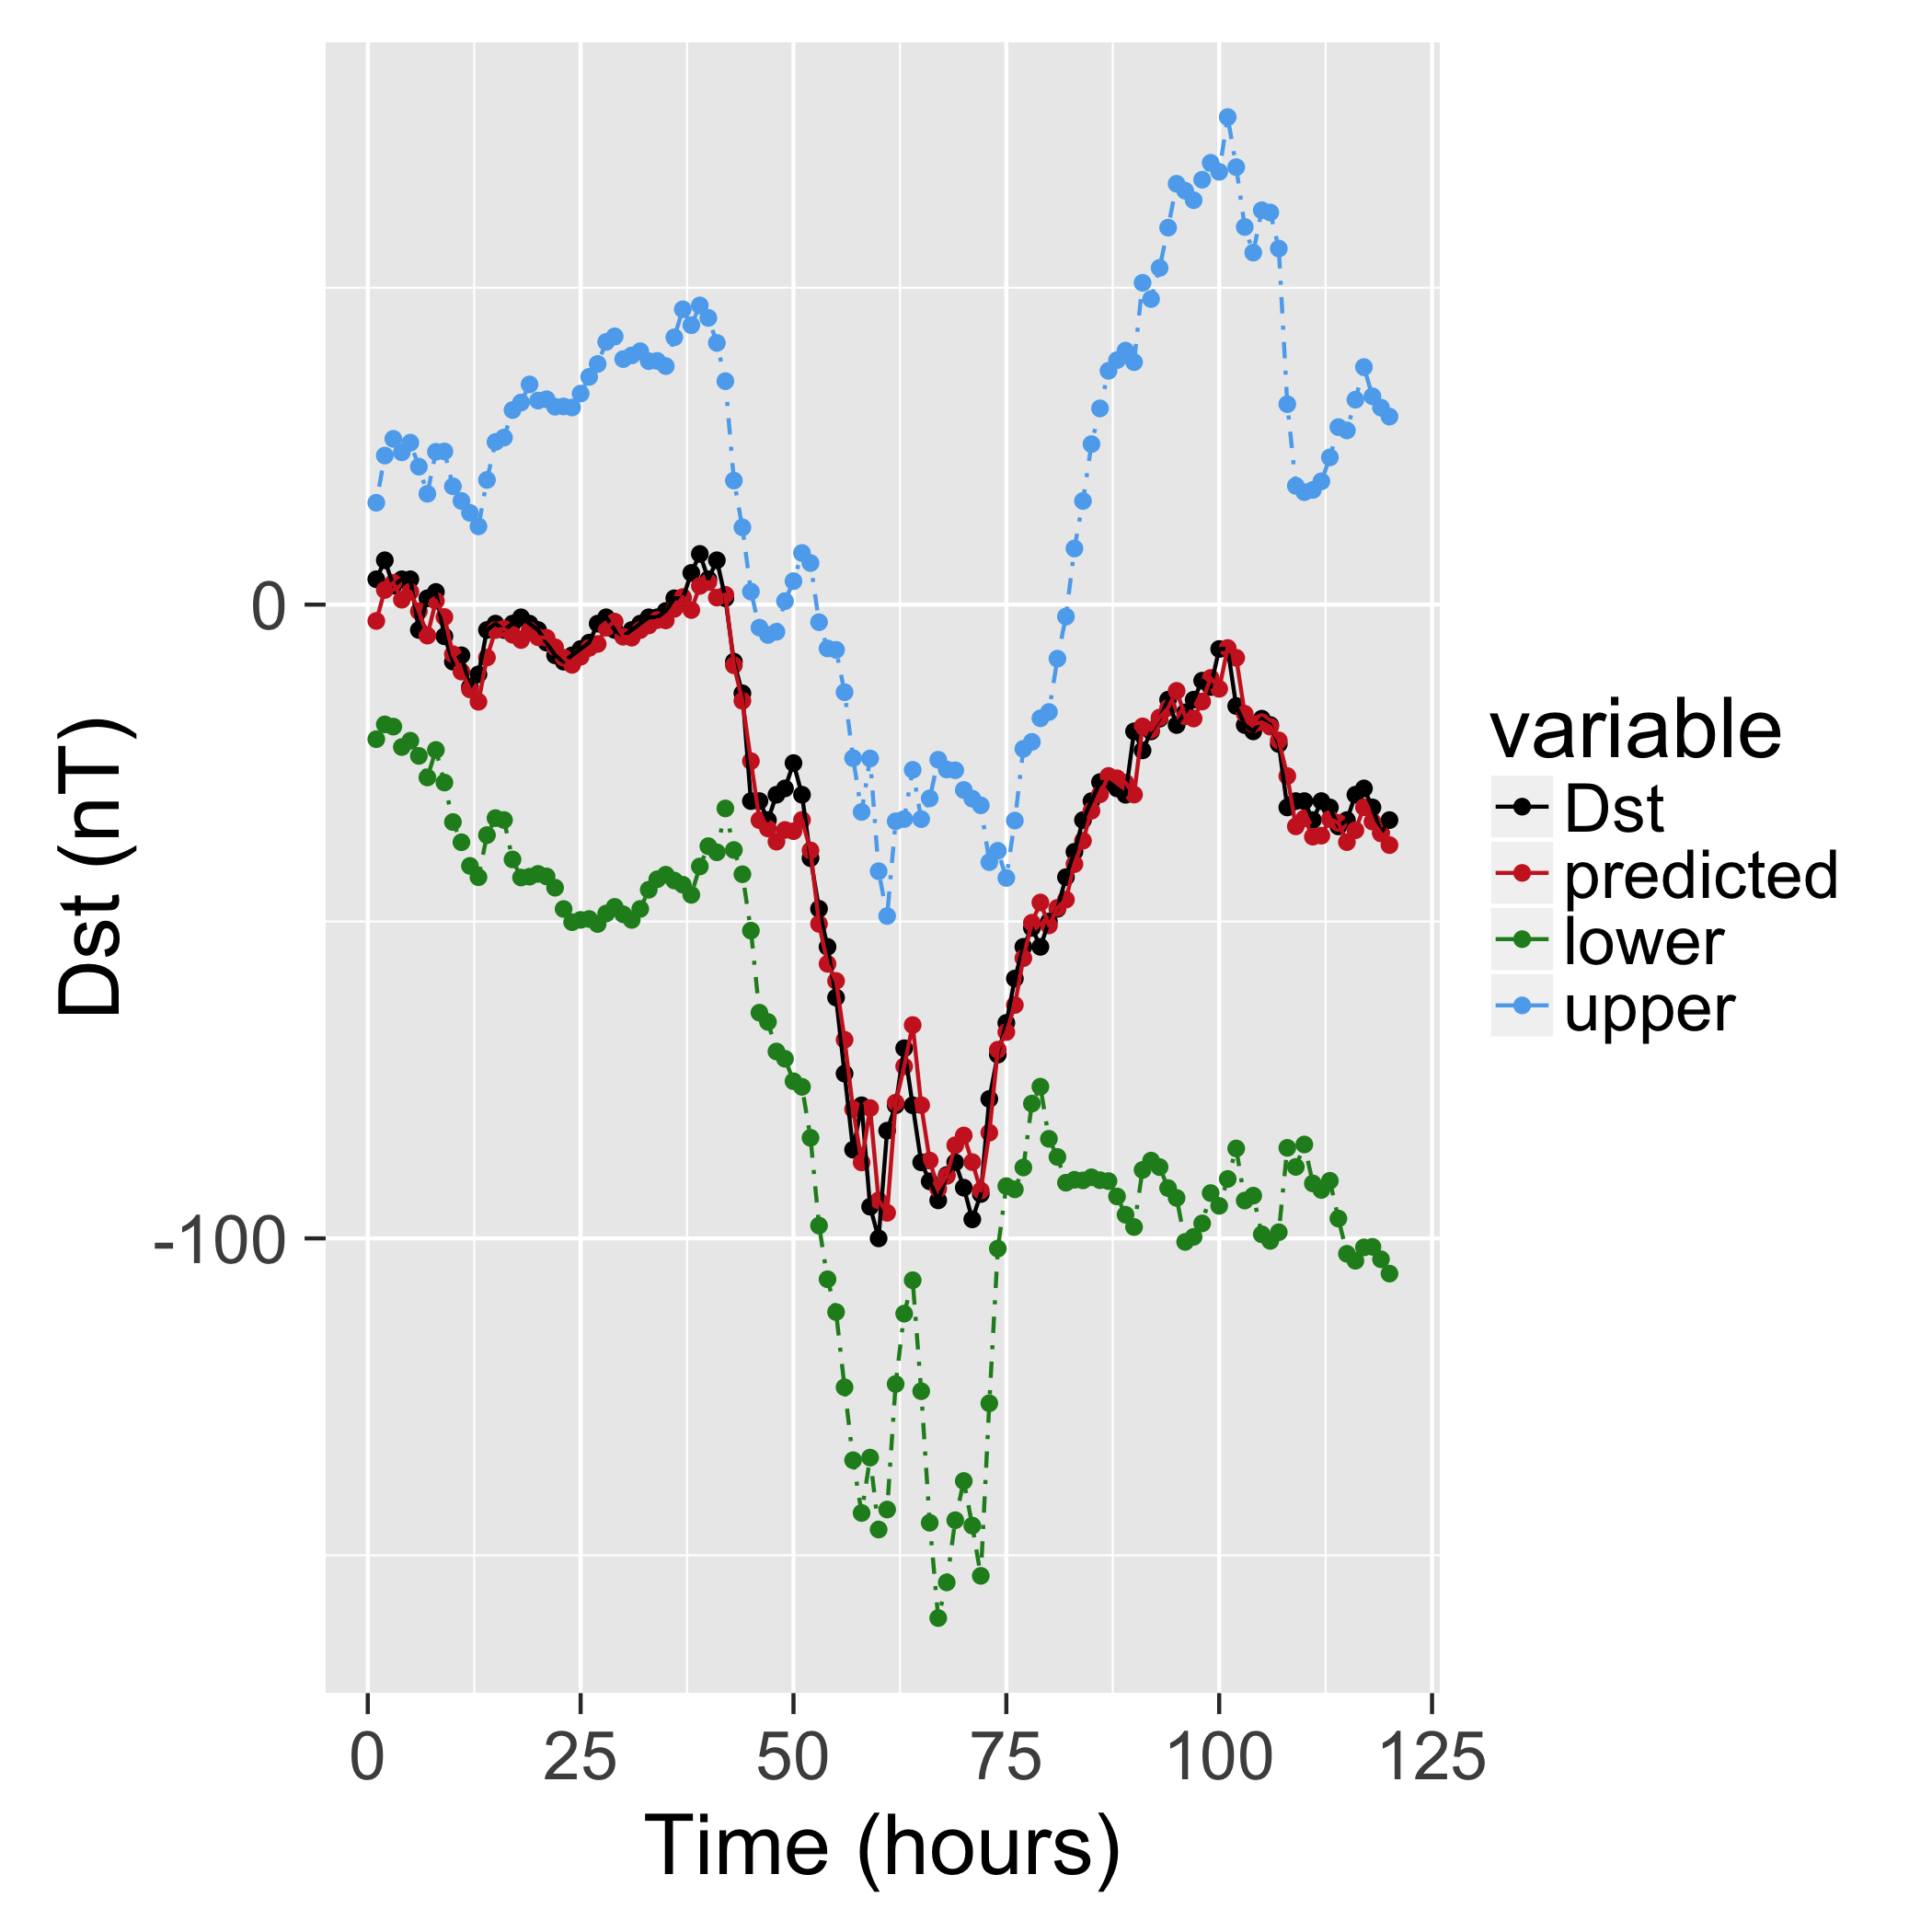 Dst (nT)
0
-100
0 25 50 75 100 125
Time (hours)
variable
Dst
predicted
lower
upper